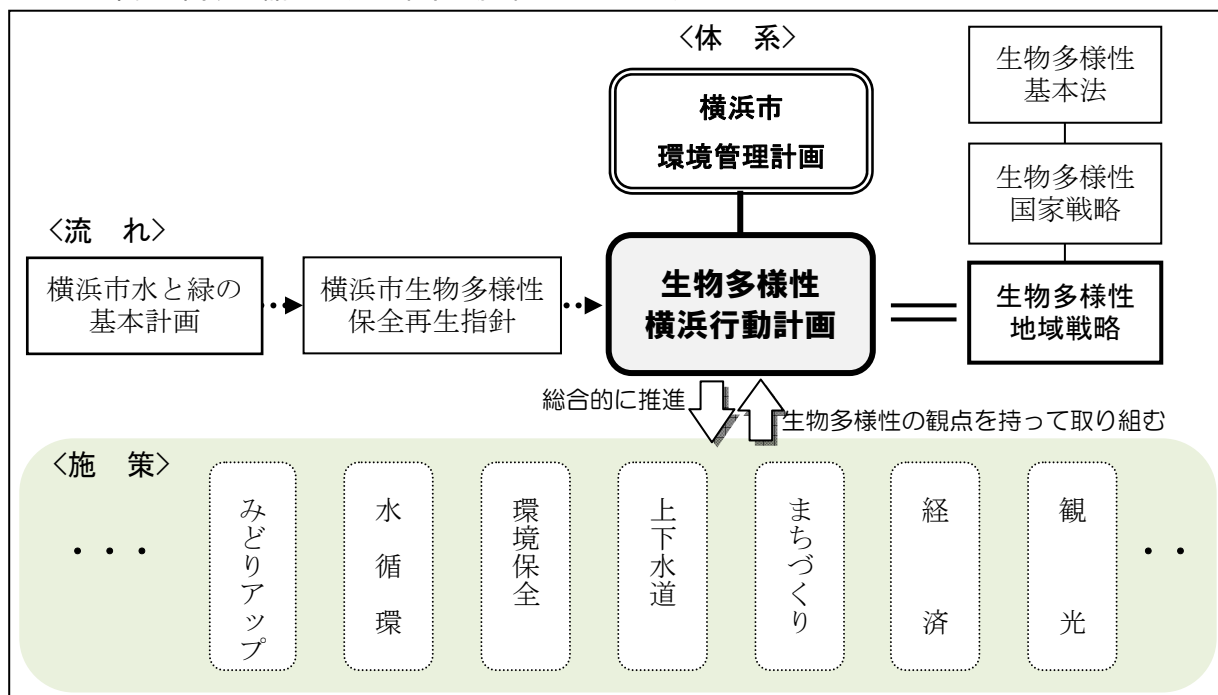 〈体 系〉
横浜市
環境管理計画
生物多様性
基本法
生物多様性
国家戦略
〈流 れ〉
横浜市水と緑の
基本計画
横浜市生物多様性
保全再生指針
生物多様性
横浜行動計画
生物多様性
地域戦略
総合的に推進
生物多様性の観点を持って取り組む
〈施 策〉
・・・
みどりアップ
水循環
環境保全
上下水道
まちづくり
経済
観光
・・